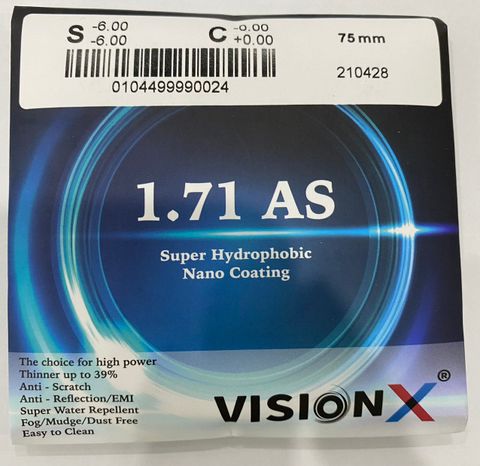 S -6.00 C -0.00 75 mm
-6.00 +0.00
0104499990024 210428
1.71 AS
Super Hydrophobic
Nano Coating
The choice for high power
Thinner up to 39%
Anti - Scratch
Anti - Reflection/EMI
Super Water Repellent
Fog/Mudge/Dust Free
Easy to Clean
VISIONX®